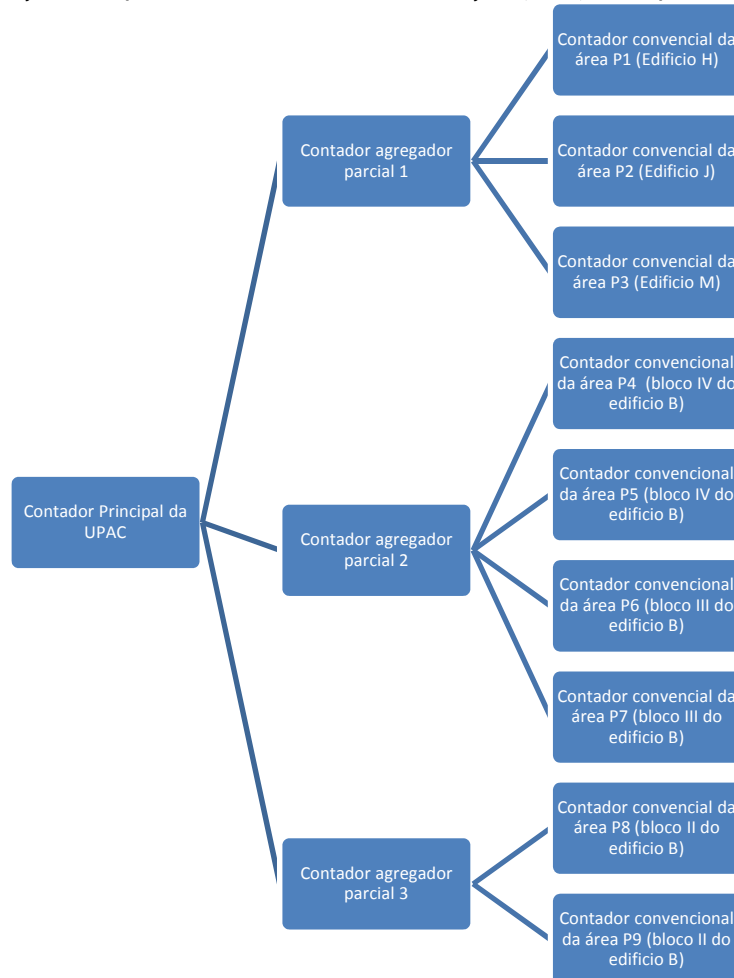 Contador convencial da
área P1 (Edificio H)
Contador agregador
parcial 1
Contador convencial da
área P2 (Edificio J)
Contador convencial da
área P3 (Edificio M)
Contador convencional
da área P4 (bloco IV do
edificio B)
Contador Principal da
UPAC
Contador agregador
parcial 2
Contador convencional
da área P5 (bloco IV do
edificio B)
Contador convencional
da área P6 (bloco III do
edificio B)
Contador convencial da
área P7 (bloco III do
edificio B)
Contador agregador
parcial 3
Contador convencial da
área P8 (bloco II do
edificio B)
Contador convencional
da área P9 (bloco II do
edificio B)